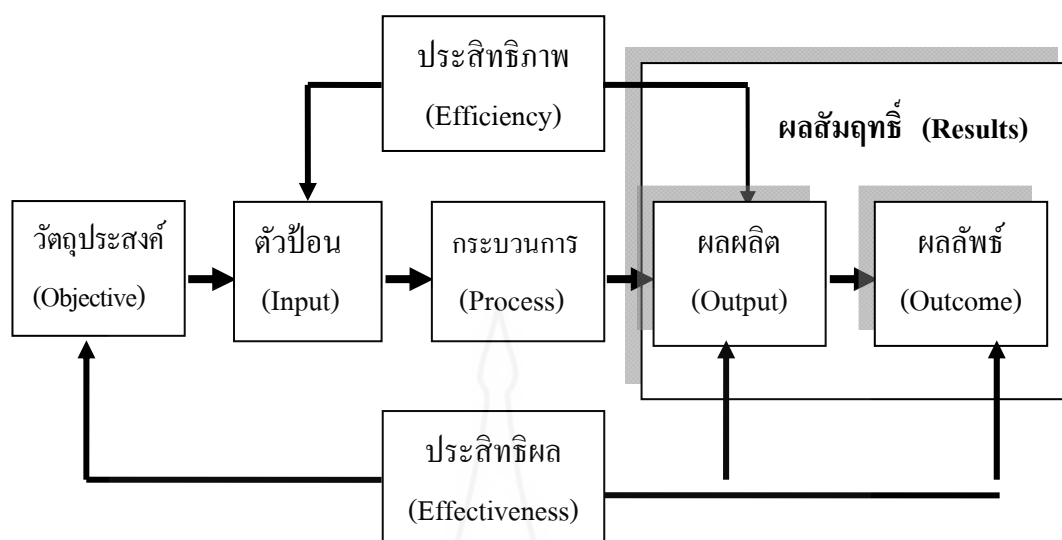 ประสิทธิภาพ
(Efficiency)
ผลสัมฤทธิ์ (Results)
วัตถุประสงค์
(Objective)
ตัวป้อน
(Input)
กระบวนการ
(Process)
ผลผลิต
(Output)
ผลลัพธ์
(Outcome)
ประสิทธิผล
(Effectiveness)